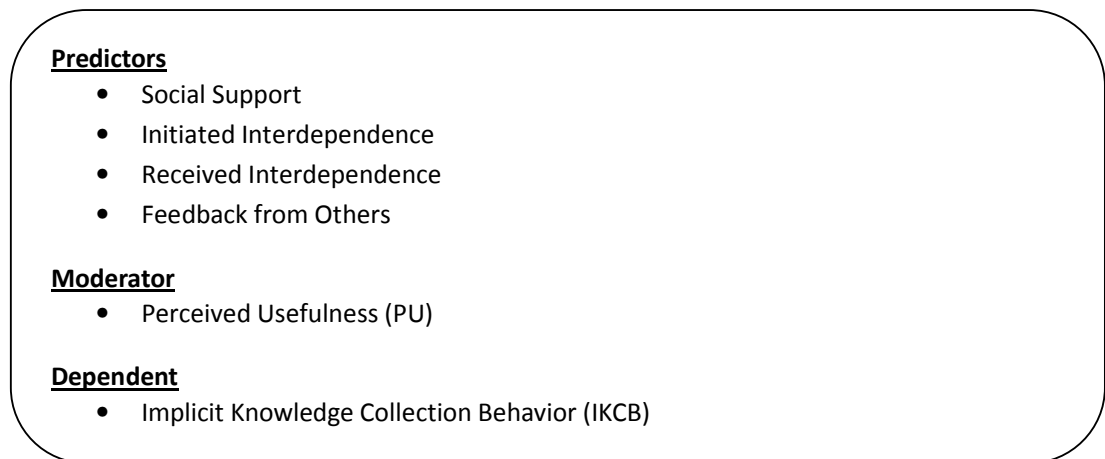 Predictors
• Social Support
• Initiated Interdependence
• Received Interdependence
• Feedback from Others
Moderator
• Perceived Usefulness (PU)
Dependent
• Implicit Knowledge Collection Behavior (IKCB)